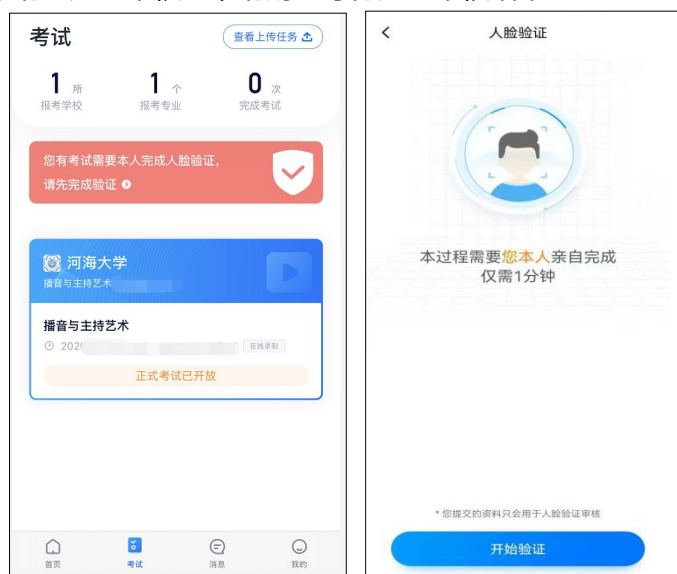 考试
查看上传任务
1 所
1 个
0 次
报考学校
报考专业
完成考试
您有考试需要本人完成人脸验证，
请先完成验证
河海大学
播音与主持艺术
播音与主持艺术
202
在线录制
正式考试已开放
首页
考试
消息
我的
人脸验证
本过程需要您本人亲自完成
仅需1分钟
* 您提交的资料只会用于人脸验证审核
开始验证